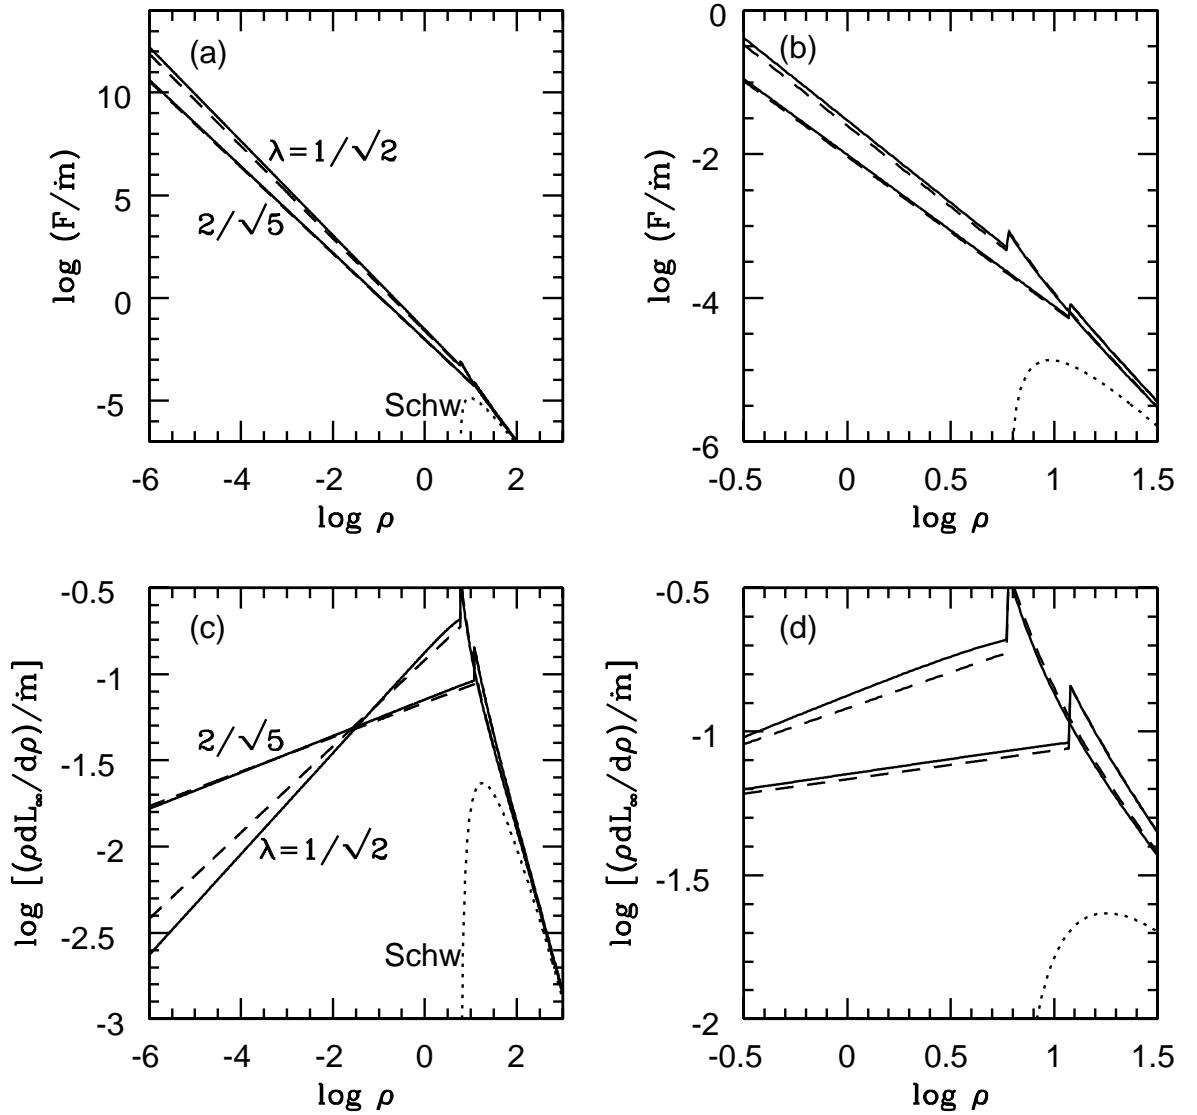 (a)
10
5
0
-5
log (F/ṁ)
λ=1/√2
2/√5
Schw
-6 -4 -2 0 2
log ρ
(b)
0
-2
-4
-6
log (F/ṁ)
-0.5 0 0.5 1 1.5
log ρ
(c)
-0.5
-1
-1.5
-2
-2.5
-3
log [(ρdL∞/dρ)/ṁ]
2/√5
λ=1/√2
Schw
-6 -4 -2 0 2
log ρ
(d)
-0.5
-1
-1.5
-2
log [(ρdL∞/dρ)/ṁ]
-0.5 0 0.5 1 1.5
log ρ